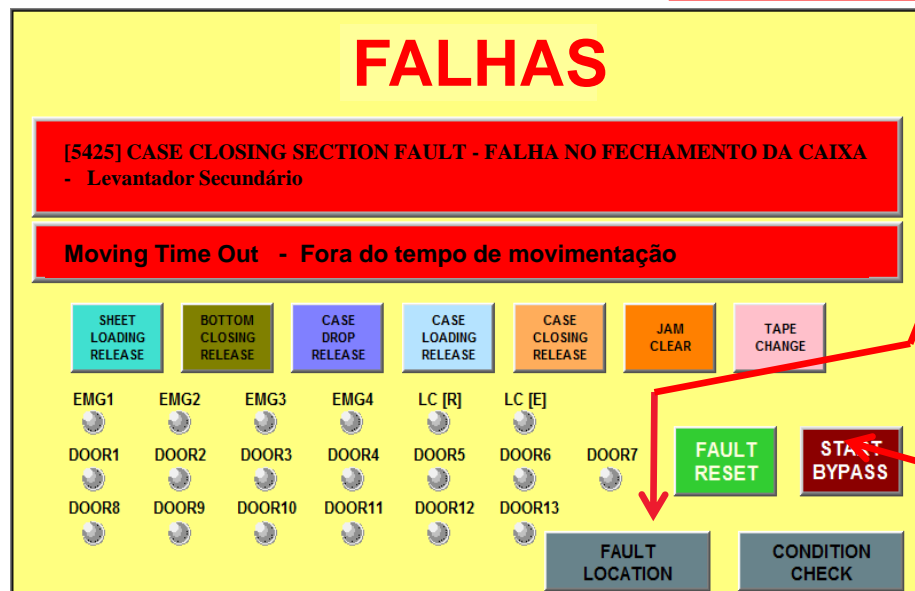 FALHAS
[5425] CASE CLOSING SECTION FAULT - FALHA NO FECHAMENTO DA CAIXA
- Levantador Secundário
Moving Time Out - Fora do tempo de movimentação
SHEET
LOADING
RELEASE
BOTTOM
CLOSING
RELEASE
CASE
DROP
RELEASE
CASE
LOADING
RELEASE
CASE
CLOSING
RELEASE
JAM
CLEAR
TAPE
CHANGE
EMG1 EMG2 EMG3 EMG4 LC [R] LC [E]
DOOR1 DOOR2 DOOR3 DOOR4 DOOR5 DOOR6 DOOR7
DOOR8 DOOR9 DOOR10 DOOR11 DOOR12 DOOR13
FAULT
RESET
START
BYPASS
FAULT
LOCATION
CONDITION
CHECK